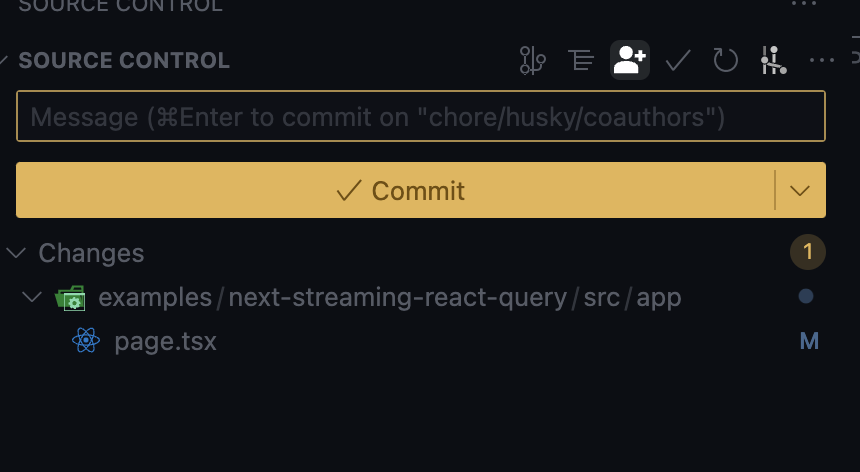 SOURCE CONTROL
SOURCE CONTROL
Message (⌘Enter to commit on "chore/husky/coauthors")
Commit
Changes 1
examples/next-streaming-react-query/src/app
page.tsx M